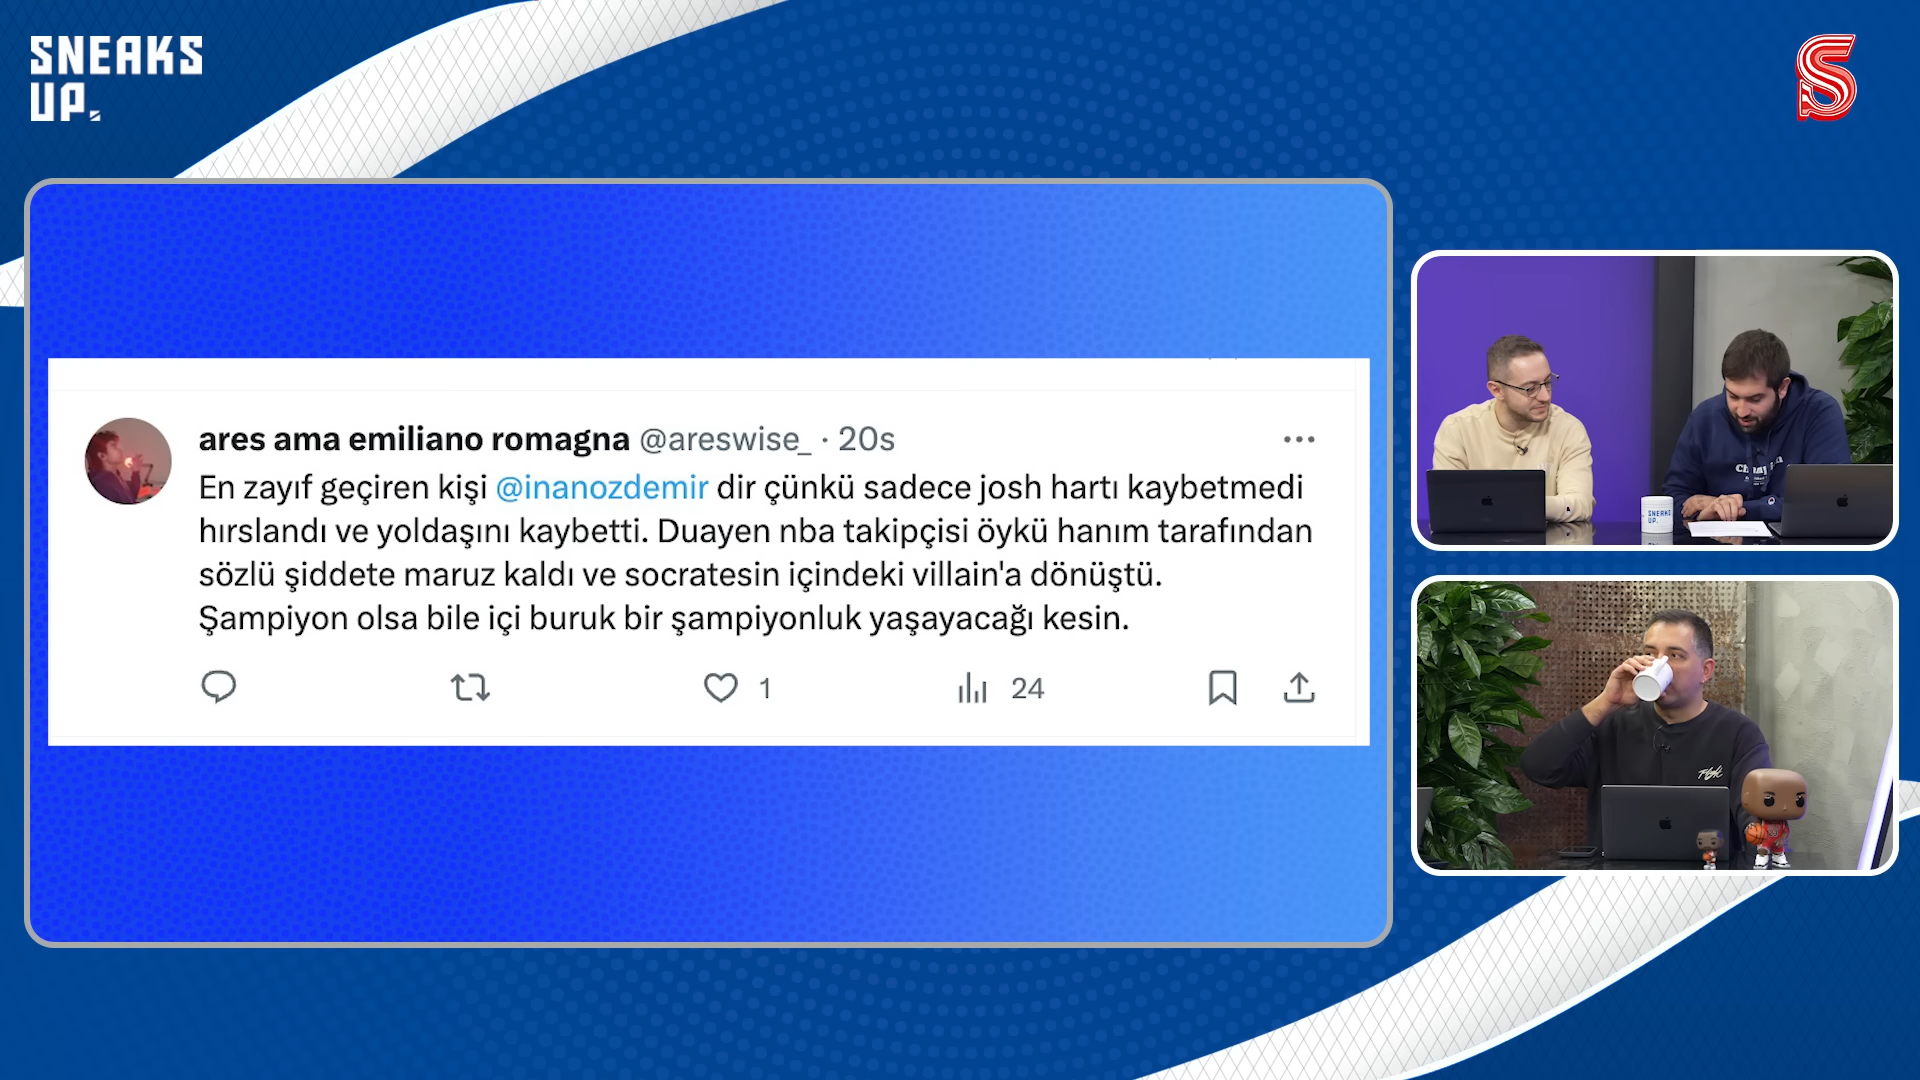 SNEAKS
UP.
S
ares ama emiliano romagna @areswise_ · 20s
En zayıf geçiren kişi @inanozdemir dir çünkü sadece josh hartı kaybetmedi
hırslandı ve yoldaşını kaybetti. Duayen nba takipçisi öykü hanım tarafından
sözlü şiddete maruz kaldı ve socratesin içindeki villain'a dönüştü.
Şampiyon olsa bile içi buruk bir şampiyonluk yaşayacağı kesin.
1
24
SNEAKS
UP.